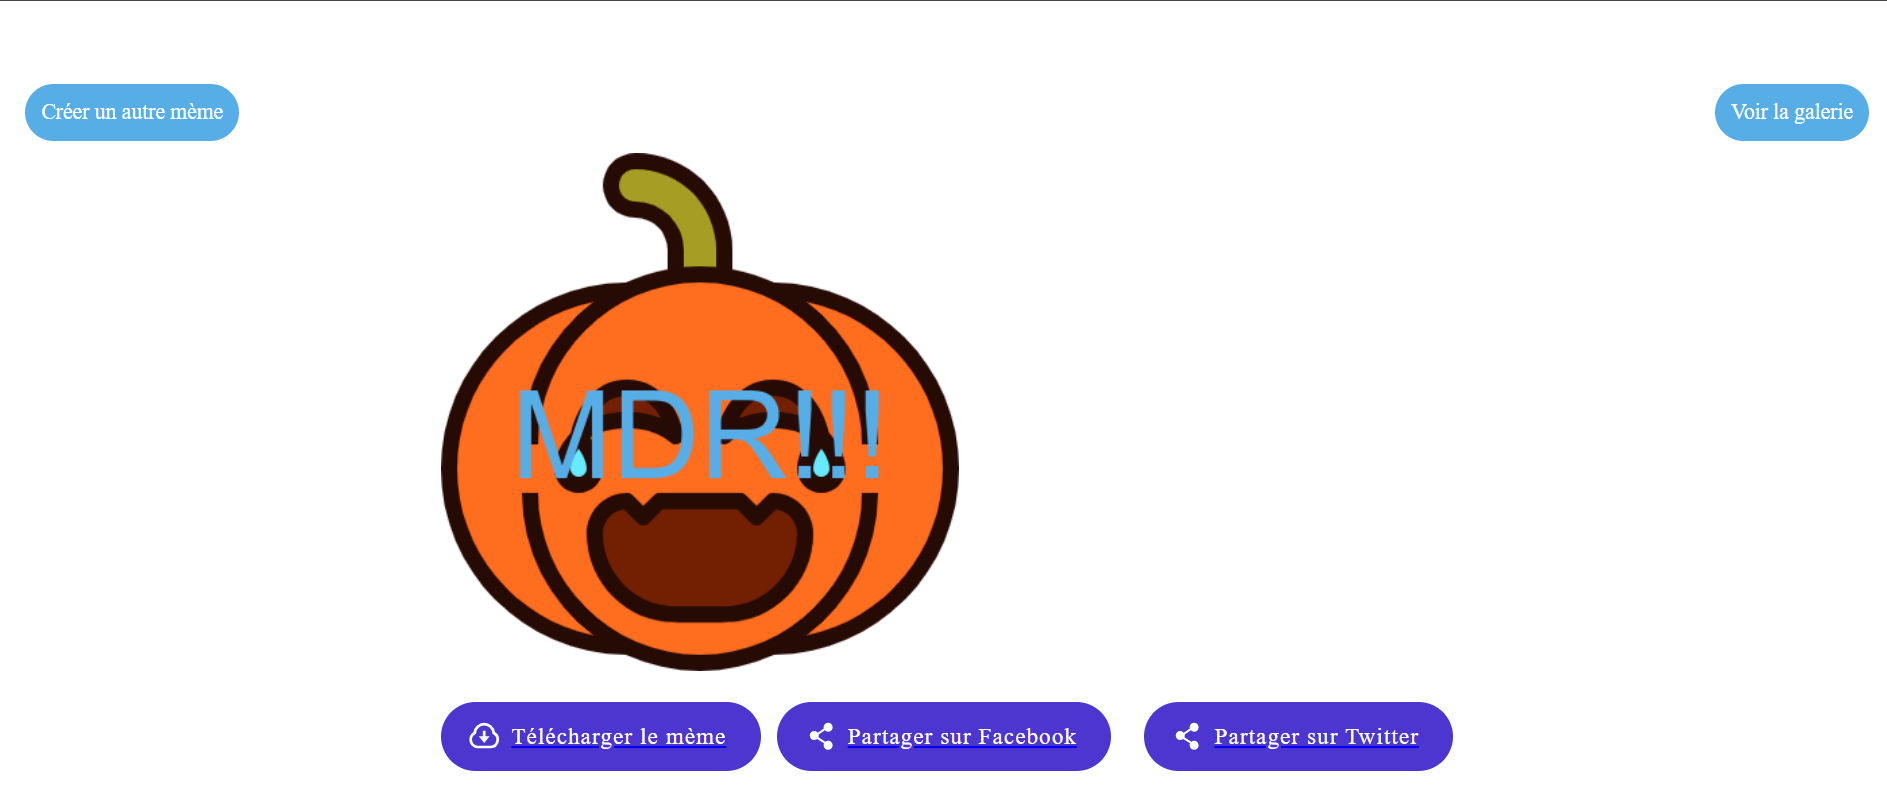 Créer un autre mème
Voir la galerie
MDR!!!
Télécharger le mème
Partager sur Facebook
Partager sur Twitter